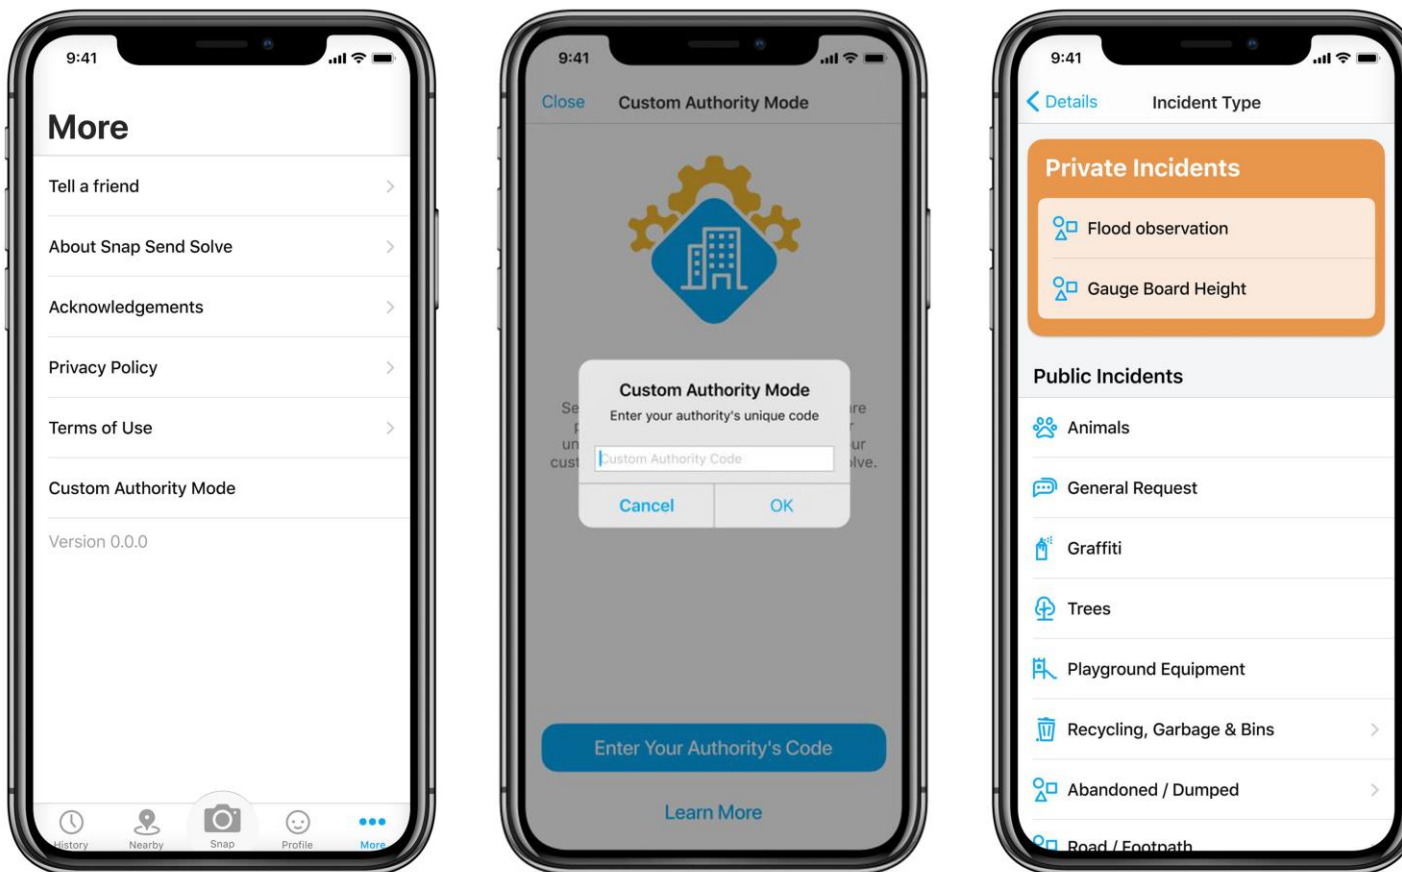 9:41
More
Tell a friend
About Snap Send Solve
Acknowledgements
Privacy Policy
Terms of Use
Custom Authority Mode
Version 0.0.0
History
Nearby
Snap
Profile
More
9:41
Close
Custom Authority Mode
Custom Authority Mode
Enter your authority's unique code
Custom Authority Code
Cancel
OK
Enter Your Authority's Code
Learn More
9:41
Details
Incident Type
Private Incidents
Flood observation
Gauge Board Height
Public Incidents
Animals
General Request
Graffiti
Trees
Playground Equipment
Recycling, Garbage & Bins
Abandoned / Dumped
Road / Footpath